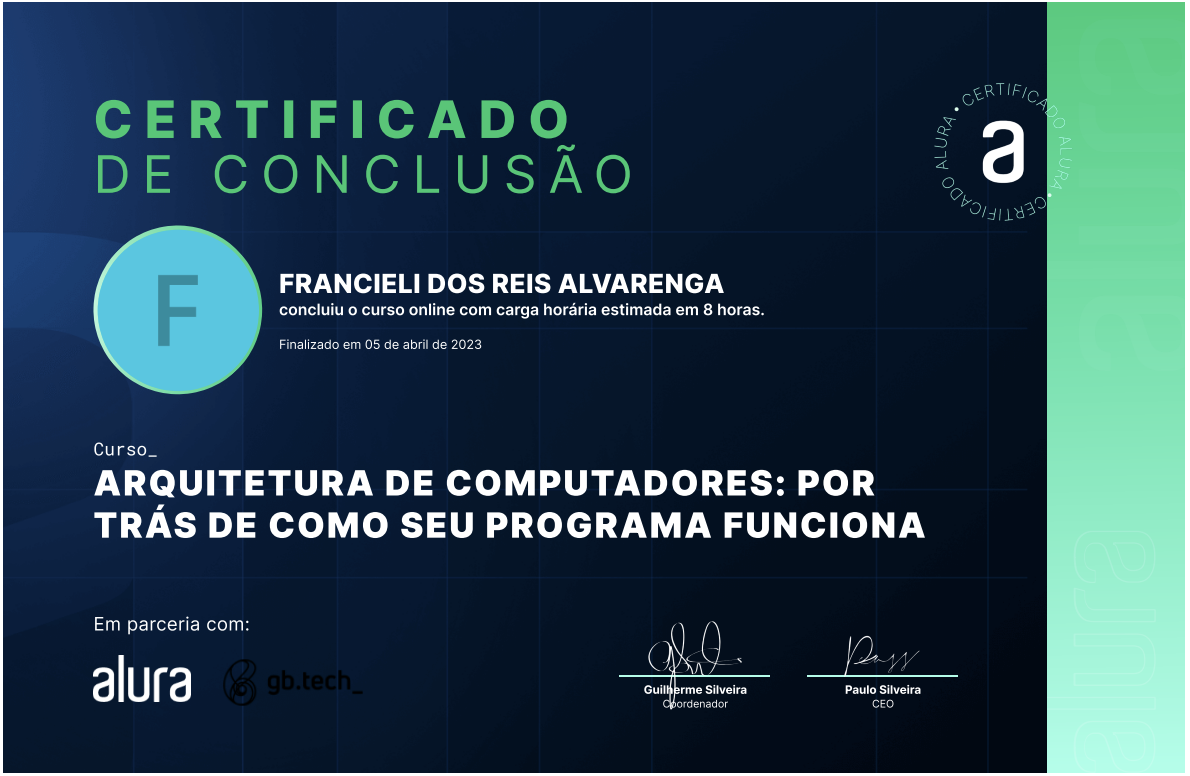 CERTIFICADO
DE CONCLUSÃO
CERTIFICADO ALURA • CERTIFICADO ALURA •
a
F
FRANCIELI DOS REIS ALVARENGA
concluiu o curso online com carga horária estimada em 8 horas.
Finalizado em 05 de abril de 2023
Curso_
ARQUITETURA DE COMPUTADORES: POR
TRÁS DE COMO SEU PROGRAMA FUNCIONA
Em parceria com:
alura
gb.tech_
Guilherme Silveira
Coordenador
Paulo Silveira
CEO
alura
alura